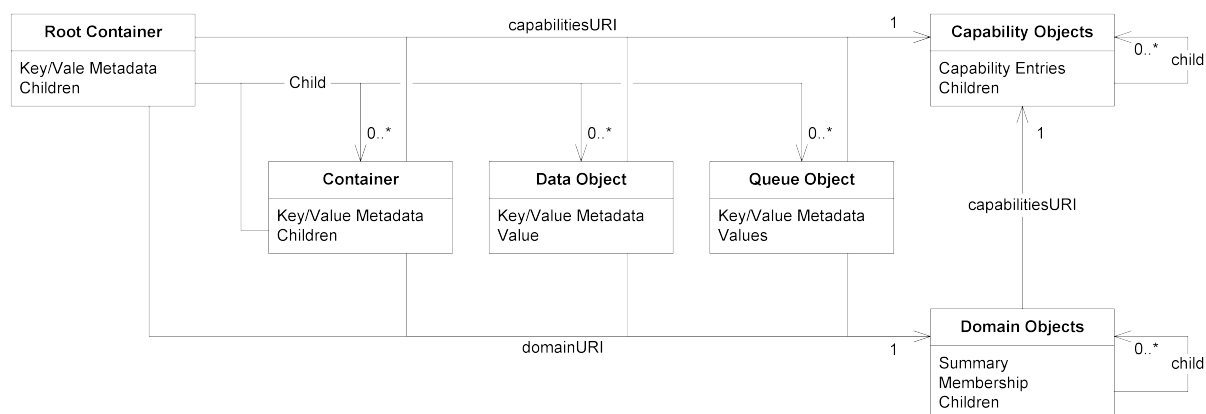 Root Container
Key/Vale Metadata
Children
capabilitiesURI
1
Capability Objects
Capability Entries
Children
0..*
child
Child
0..*
0..*
0..*
Container
Key/Value Metadata
Children
Data Object
Key/Value Metadata
Value
Queue Object
Key/Value Metadata
Values
1
capabilitiesURI
domainURI
1
Domain Objects
Summary
Membership
Children
0..*
child